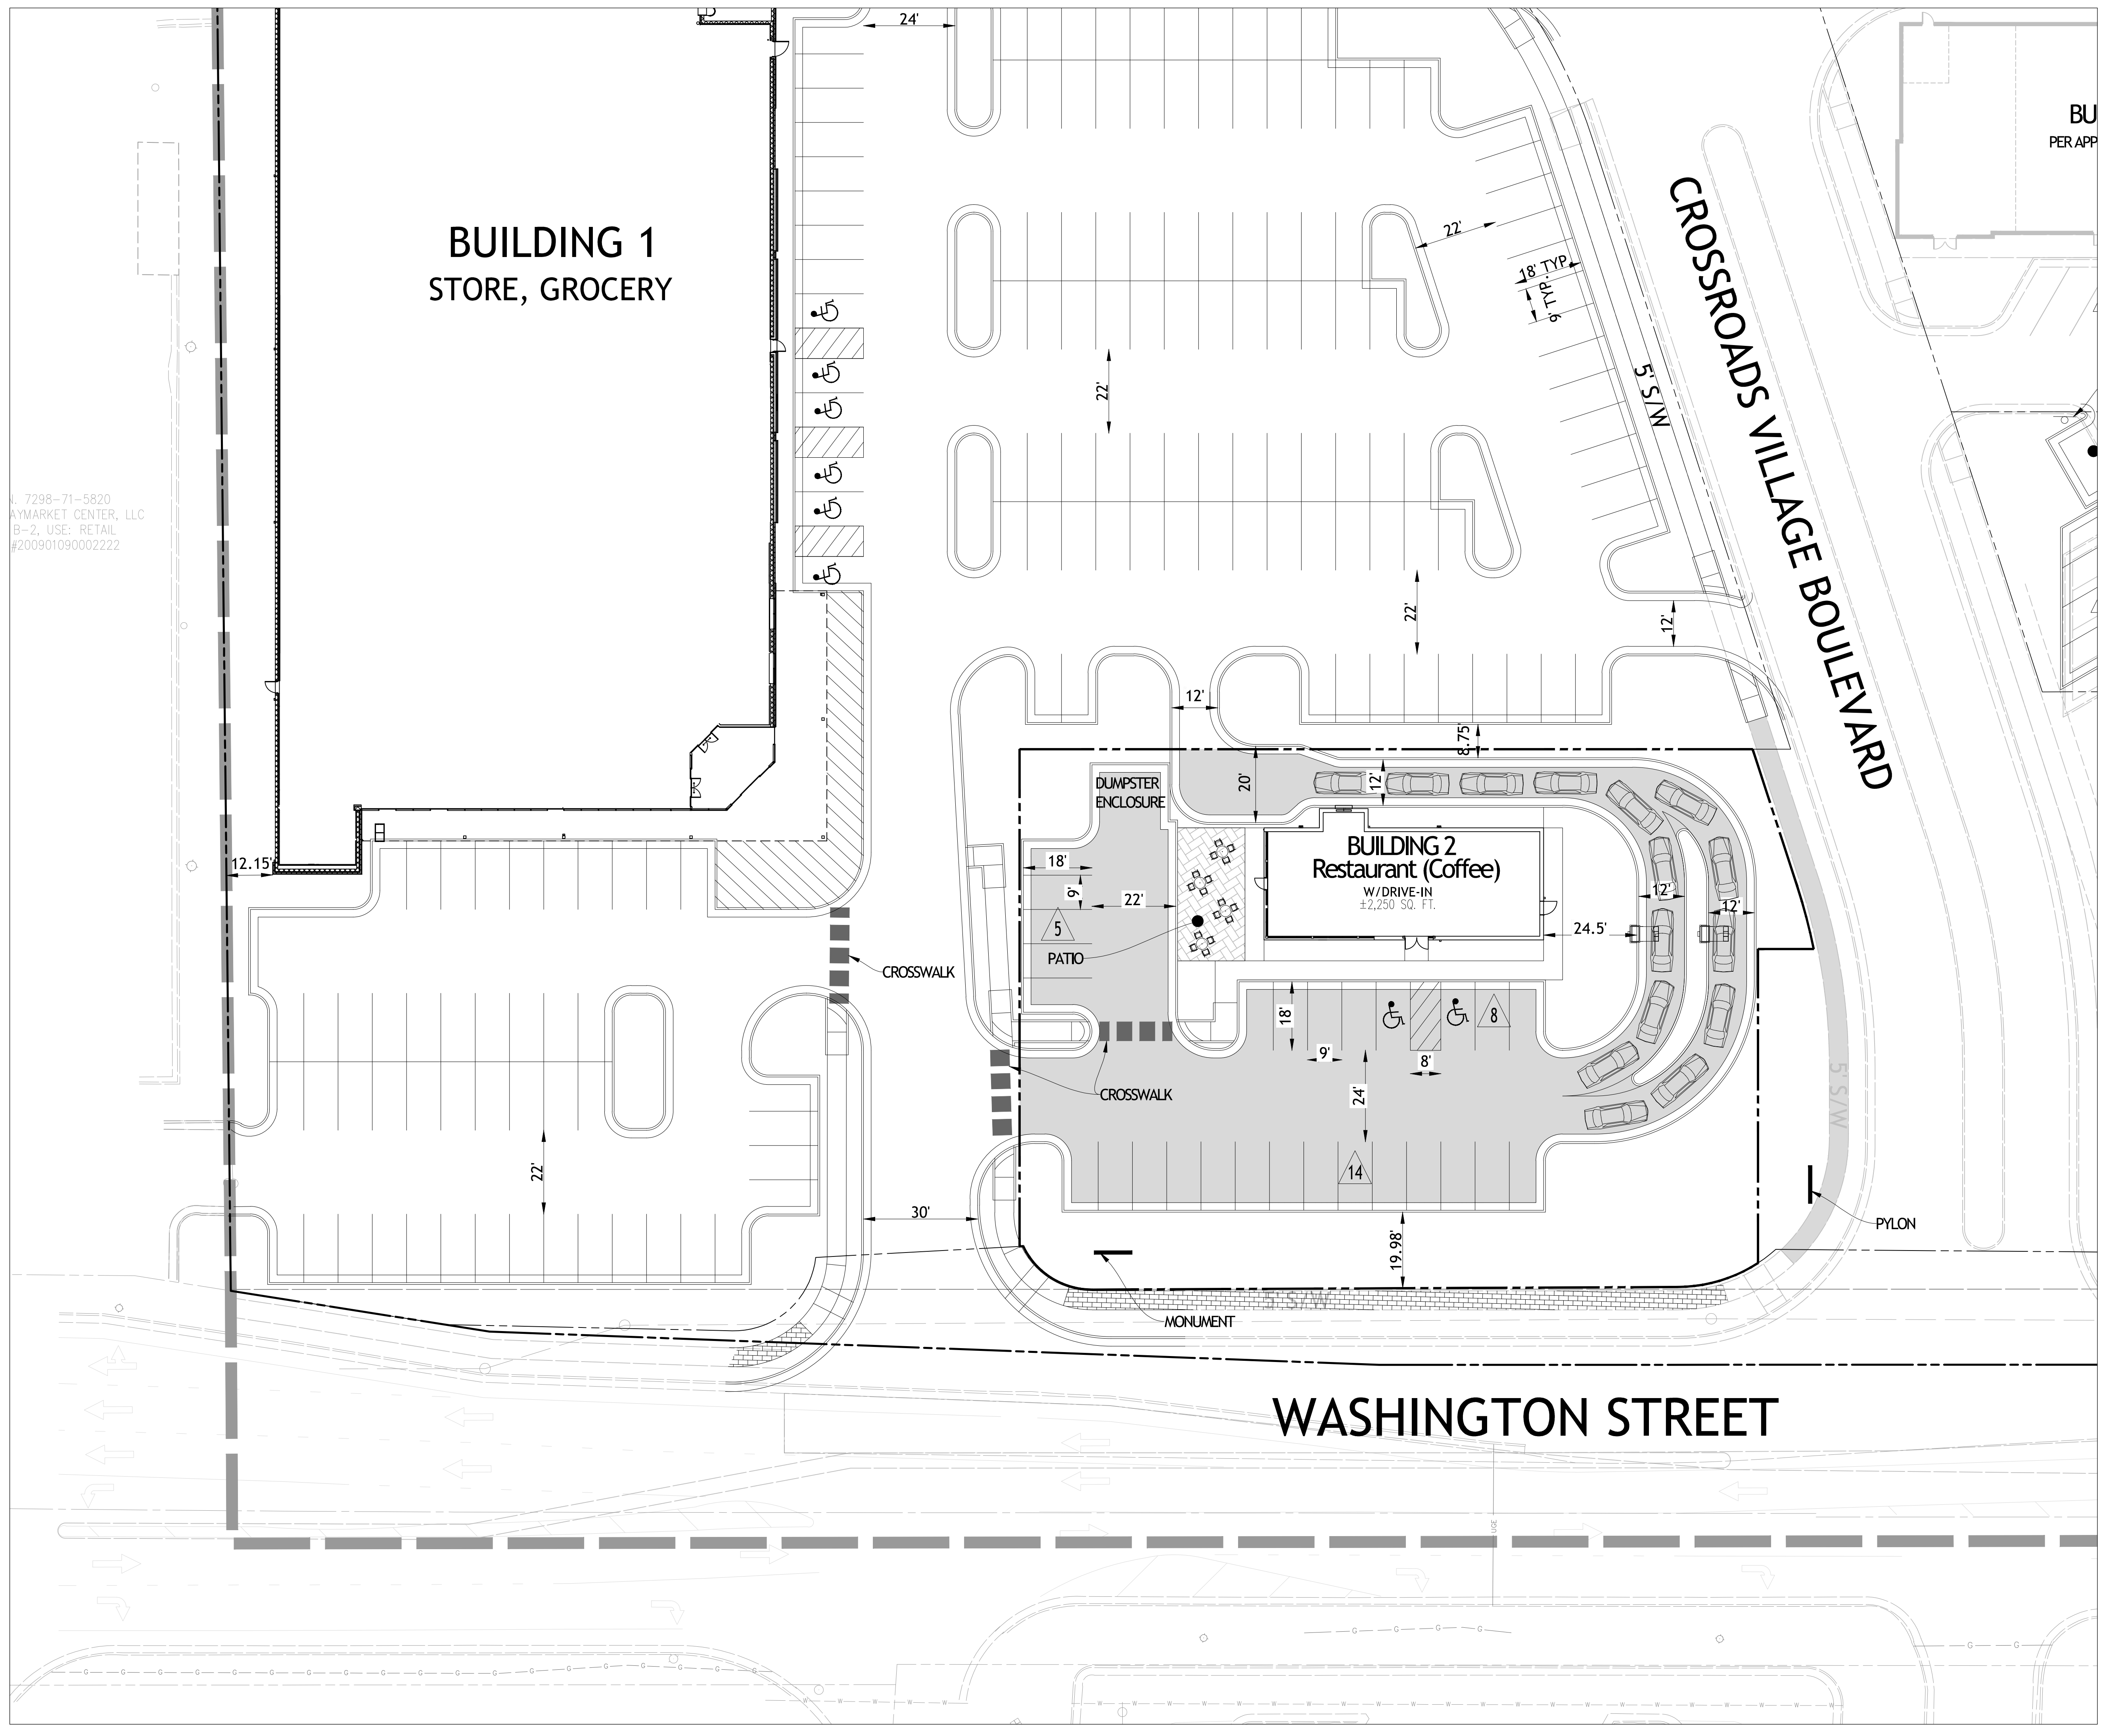 24'
BU
PER APP
BUILDING 1
STORE, GROCERY
CROSSROADS VILLAGE BOULEVARD
22'
18' TYP.
9' TYP.
5' S/W
22'
N. 7298-71-5820
AYMARKET CENTER, LLC
B-2, USE: RETAIL
#200901090002222
22'
12'
12'
8.75'
20'
12'
DUMPSTER
ENCLOSURE
BUILDING 2
Restaurant (Coffee)
W/DRIVE-IN
±2,250 SQ. FT.
12.15'
18'
9'
22'
12'
12'
5
24.5'
PATIO
CROSSWALK
18'
8
9'
8'
24'
CROSSWALK
5' S/W
22'
14
30'
PYLON
19.98'
5' S/W
MONUMENT
WASHINGTON STREET
UGE
G G G G
G G
G G G G G G G G G G G G G G G G
W W W W W
W W W W W W W W W W W W W W W W W W W W W